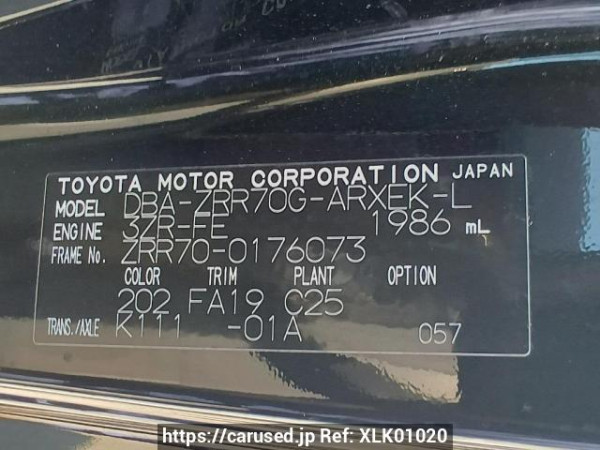 TOYOTA MOTOR CORPORATION JAPAN
MODEL DBA-ZRR70G-ARXEK-L
ENGINE 3ZR-FE 1986 mL
FRAME No. ZRR70-0176073
COLOR TRIM PLANT OPTION
202 FA19 C25
TRANS./AXLE K111 -01A 057
https://carused.jp Ref: XLK01020